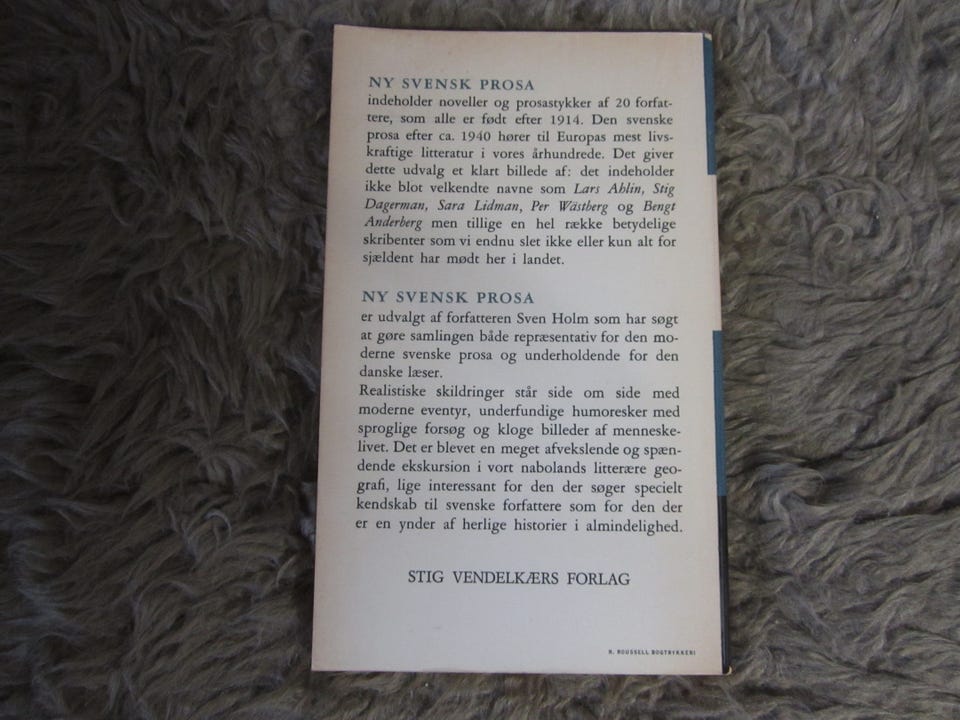 NY SVENSK PROSA
indeholder noveller og prosastykker af 20 forfat-
tere, som alle er født efter 1914. Den svenske
prosa efter ca. 1940 hører til Europas mest livs-
kraftige litteratur i vores århundrede. Det giver
dette udvalg et klart billede af: det indeholder
ikke blot velkendte navne som Lars Ahlin, Stig
Dagerman, Sara Lidman, Per Wästberg og Bengt
Anderberg men tillige en hel række betydelige
skribenter som vi endnu slet ikke eller kun alt for
sjældent har mødt her i landet.
NY SVENSK PROSA
er udvalgt af forfatteren Sven Holm som har søgt
at gøre samlingen både repræsentativ for den mo-
derne svenske prosa og underholdende for den
danske læser.
Realistiske skildringer står side om side med
moderne eventyr, underfundige humoresker med
sproglige forsøg og kloge billeder af menneske-
livet. Det er blevet en meget afvekslende og spæn-
dende ekskursion i vort nabolands litterære geo-
grafi, lige interessant for den der søger specielt
kendskab til svenske forfattere som for den der
er en ynder af herlige historier i almindelighed.
STIG VENDELKÆRS FORLAG
N. ROUSSELL BOGTRYKKERI